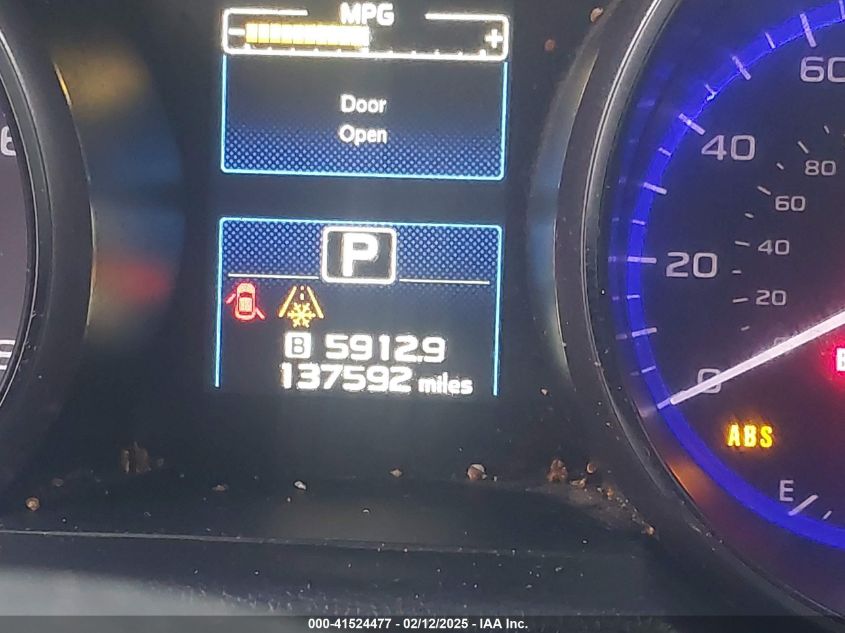 MPG
- +
Door
Open
P
B 5912.9
137592 miles
0
20
40
60
20
40
60
80
ABS
E
000-41524477 - 02/12/2025 - IAA Inc.